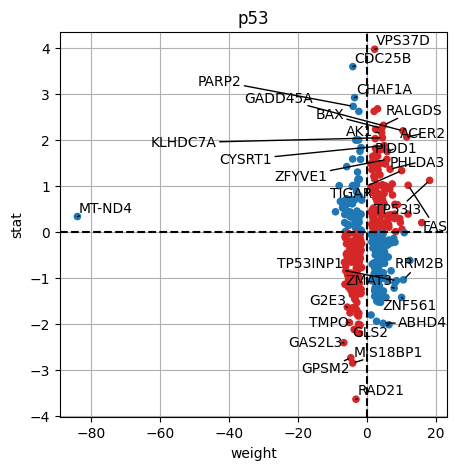 p53
VPS37D
CDC25B
PARP2
CHAF1A
GADD45A
BAX
RALGDS
AK1
ACER2
KLHDC7A
PIDD1
CYSRT1
PHLDA3
ZFYVE1
TIGAR
TP53I3
MT-ND4
FAS
TP53INP1
RRM2B
ZMAT3
G2E3
ZNF561
TMPO
ABHD4
GLS2
GAS2L3
MIS18BP1
GPSM2
RAD21
stat
4
3
2
1
0
−1
−2
−3
−4
−80 −60 −40 −20 0 20
weight